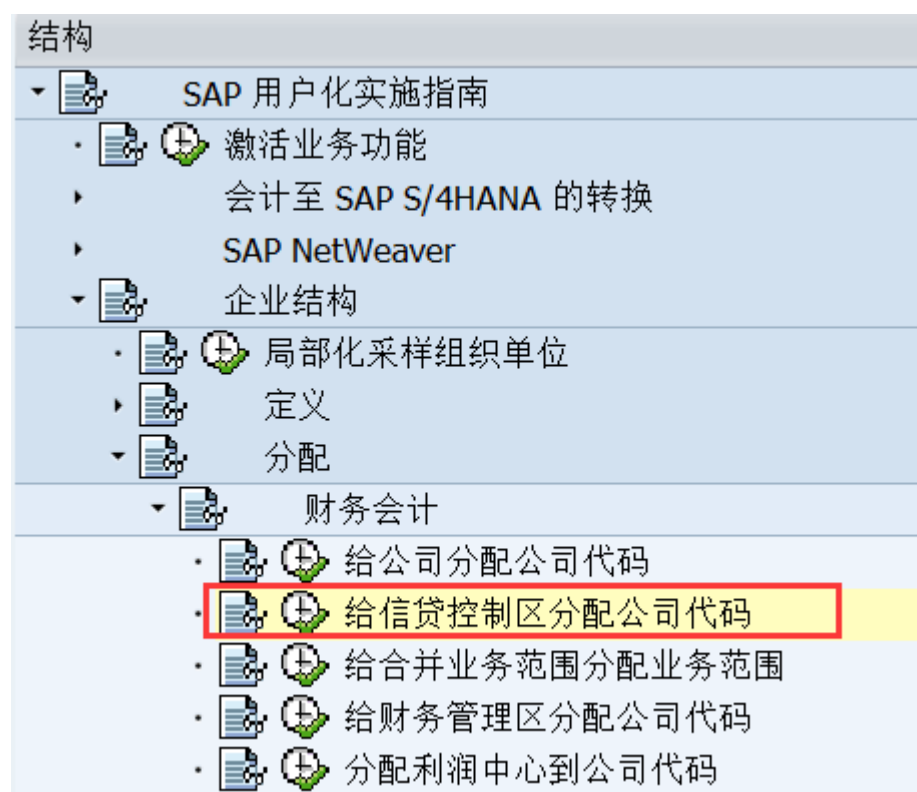 结构
SAP 用户化实施指南
激活业务功能
会计至 SAP S/4HANA 的转换
SAP NetWeaver
企业结构
局部化采样组织单位
定义
分配
财务会计
给公司分配公司代码
给信贷控制区分配公司代码
给合并业务范围分配业务范围
给财务管理区分配公司代码
分配利润中心到公司代码